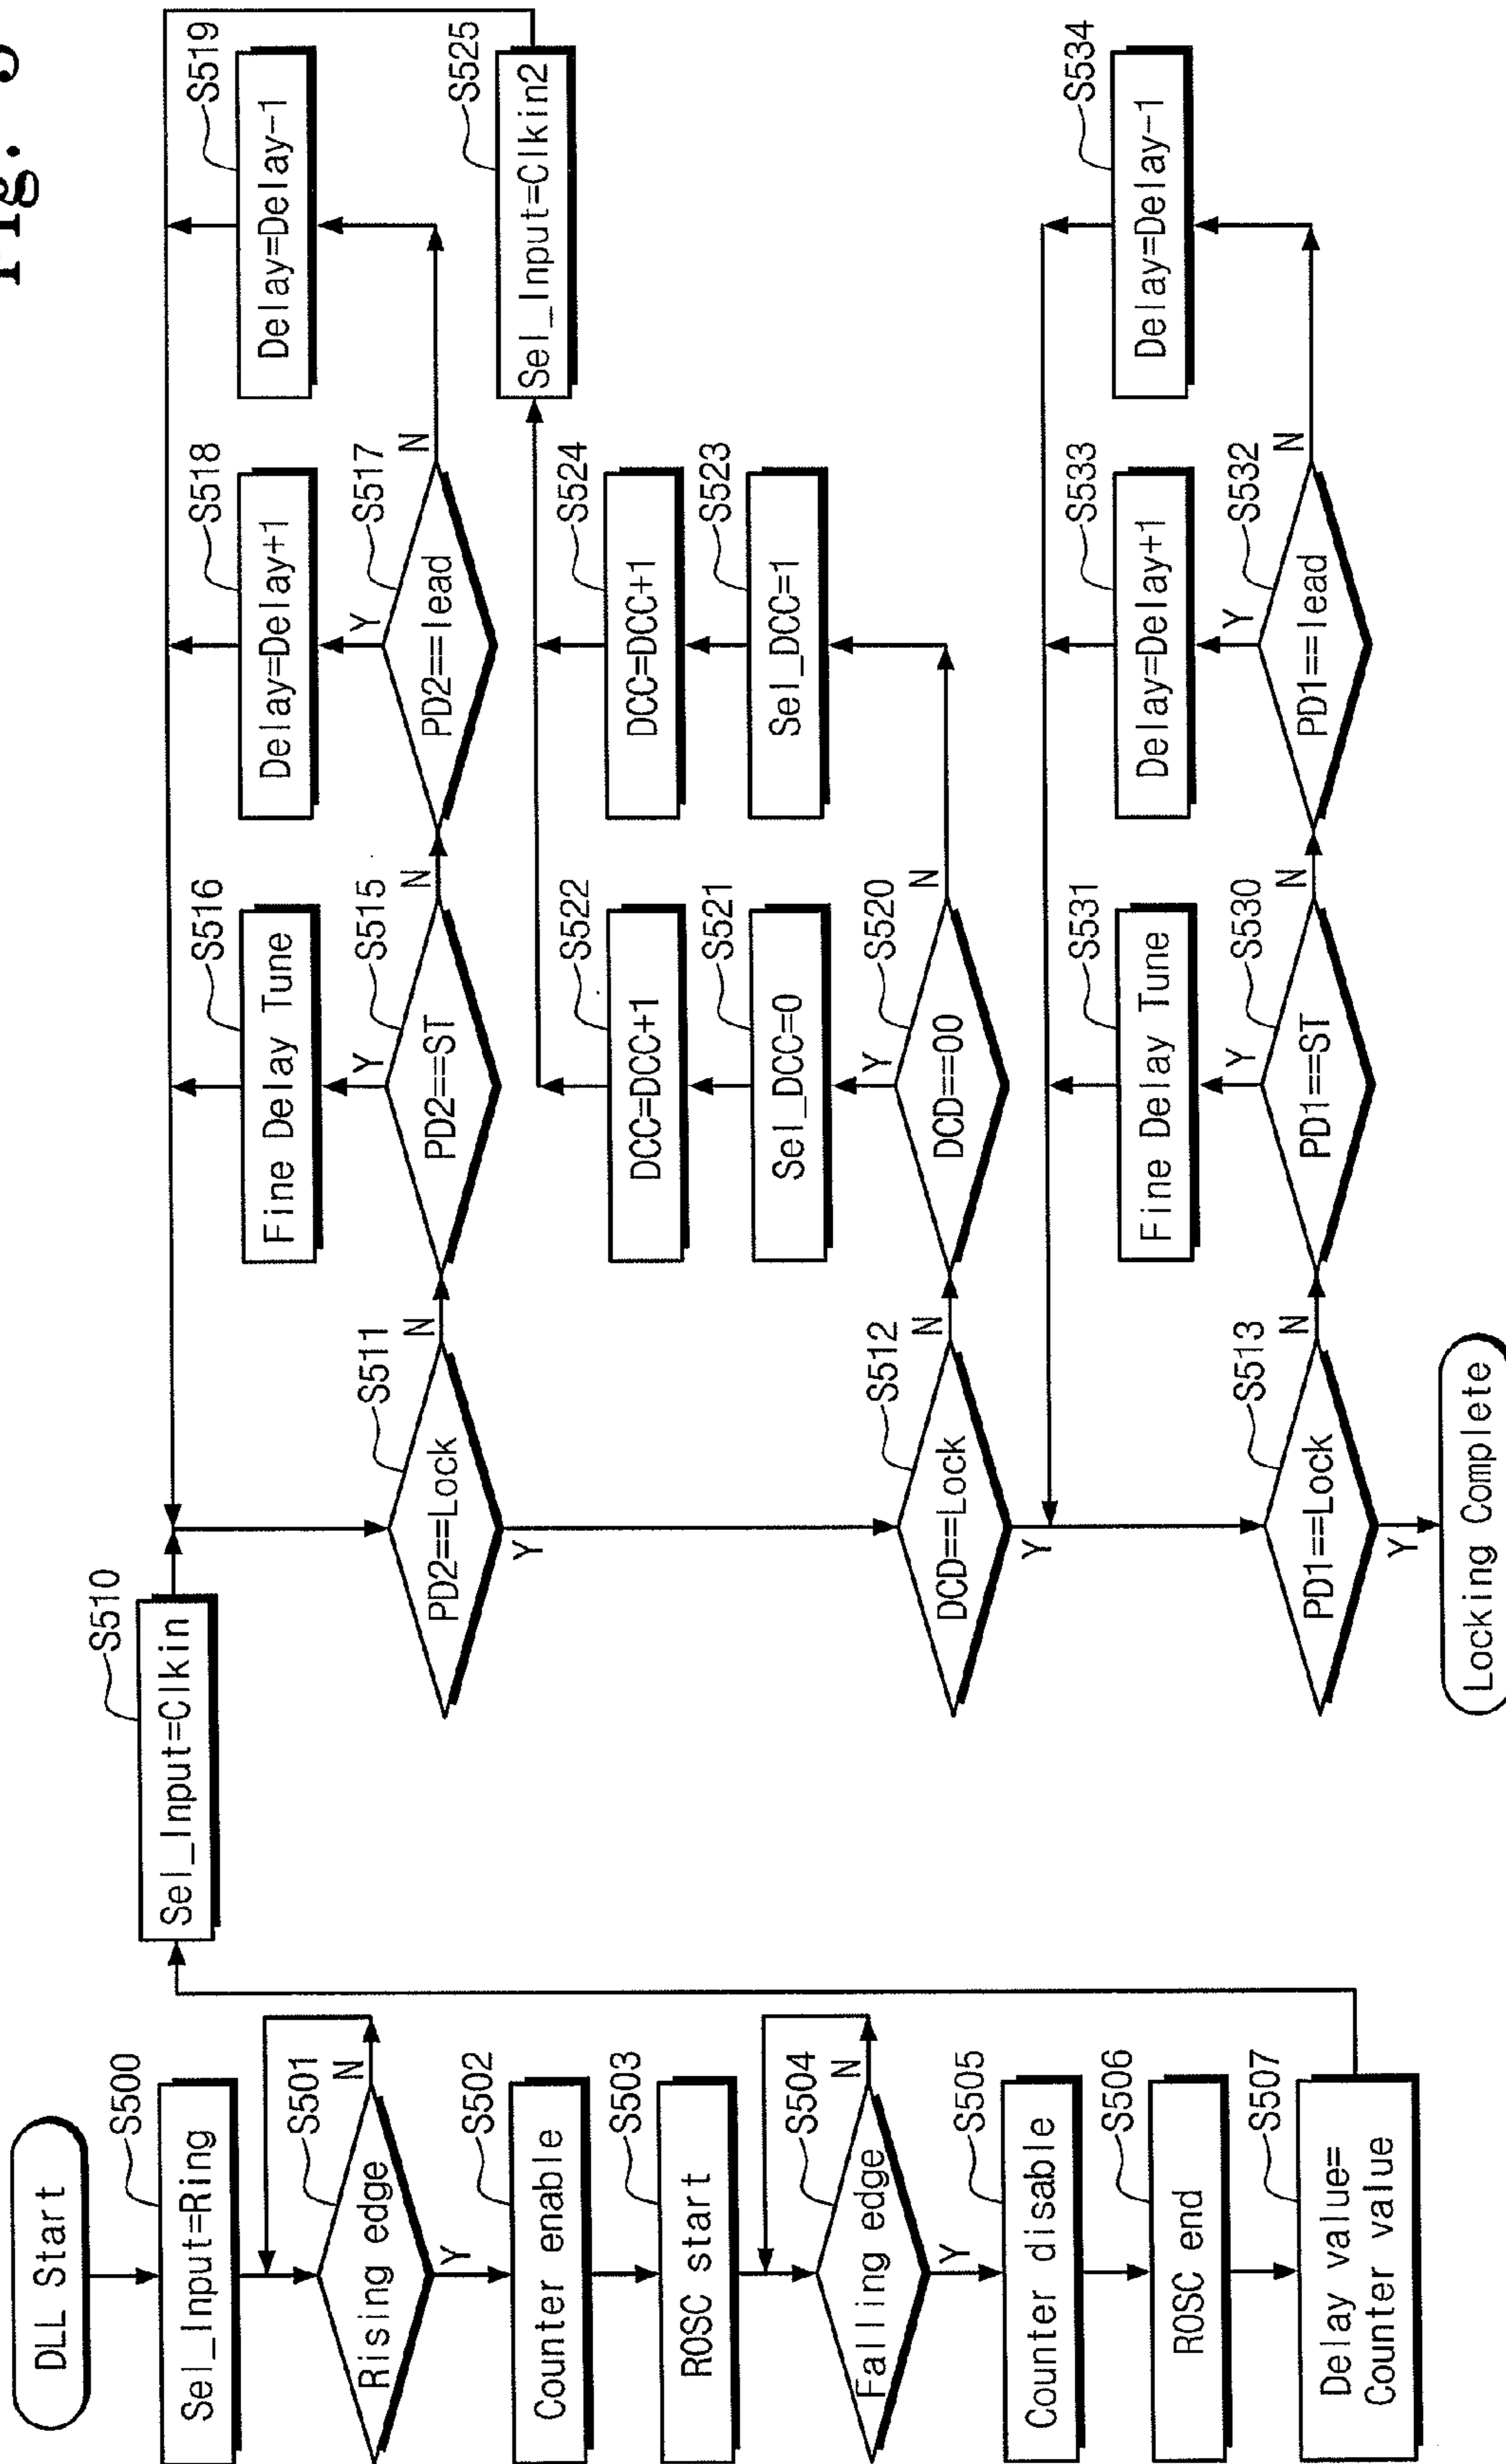 Fig. 5
DLL Start
S500
Sel_Input=Ring
S501
Rising edge
N
Y
S502
Counter enable
S503
ROSC start
S504
Falling edge
N
Y
S505
Counter disable
S506
ROSC end
S507
Delay value=
Counter value
S510
Sel_Input=Clkin
S511
PD2==Lock
N
Y
S515
PD2==ST
Y
N
S516
Fine Delay Tune
S517
PD2==lead
Y
N
S518
Delay=Delay+1
S519
Delay=Delay-1
S512
DCD==Lock
N
Y
S520
DCD==00
Y
N
S521
Sel_DCC=0
S522
DCC=DCC+1
S523
Sel_DCC=1
S524
DCC=DCC+1
S525
Sel_Input=Clkin2
S513
PD1==Lock
N
Y
S530
PD1==ST
Y
N
S531
Fine Delay Tune
S532
PD1==lead
Y
N
S533
Delay=Delay+1
S534
Delay=Delay-1
Locking Complete